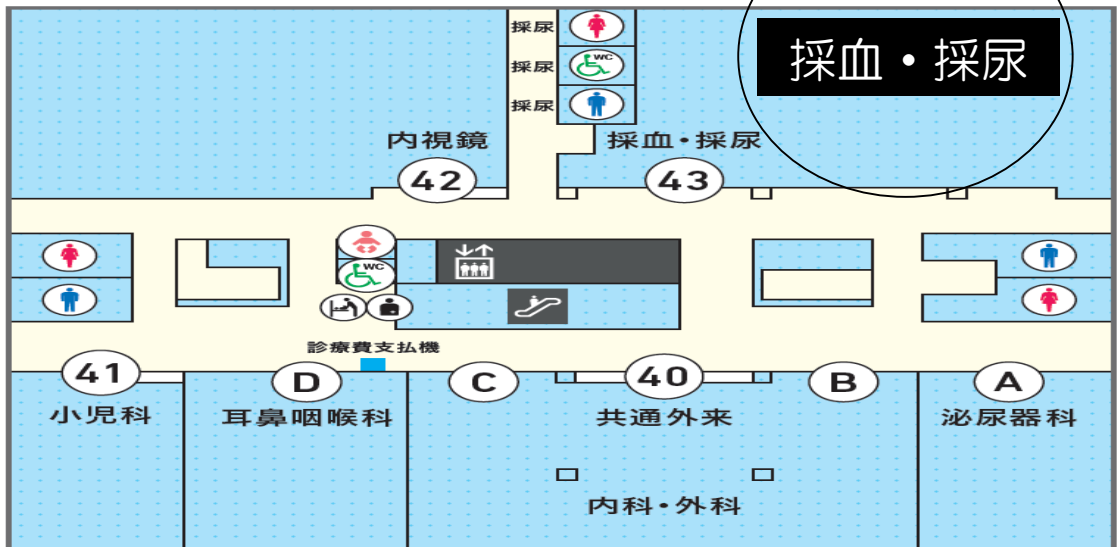 採尿
採尿
採尿
WC
採血・採尿
内視鏡
採血・採尿
42
43
WC
診療費支払機
41
D
C
40
B
A
小児科
耳鼻咽喉科
共通外来
泌尿器科
内科・外科